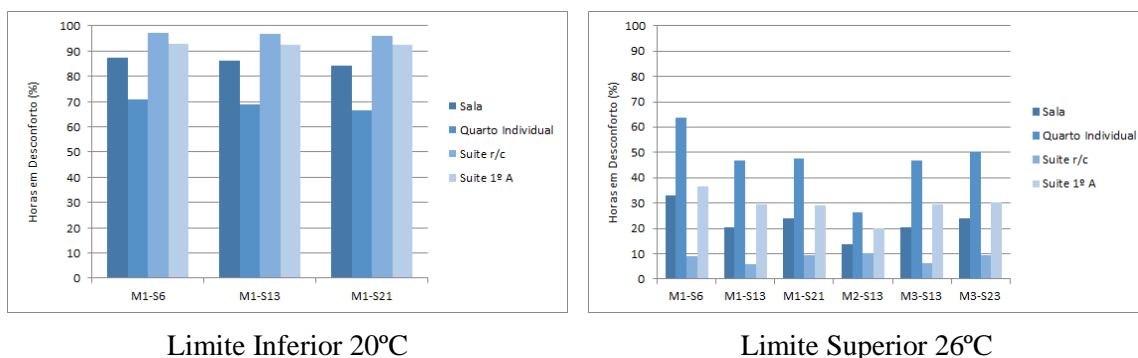 Horas em Desconforto (%)
100
90
80
70
60
50
40
30
20
10
0
M1-S6 M1-S13 M1-S21
Sala
Quarto Individual
Suite r/c
Suite 1º A
Limite Inferior 20ºC
Horas em Desconforto (%)
100
90
80
70
60
50
40
30
20
10
0
M1-S6 M1-S13 M1-S21 M2-S13 M3-S13 M3-S23
Sala
Quarto Individual
Suite r/c
Suite 1º A
Limite Superior 26ºC